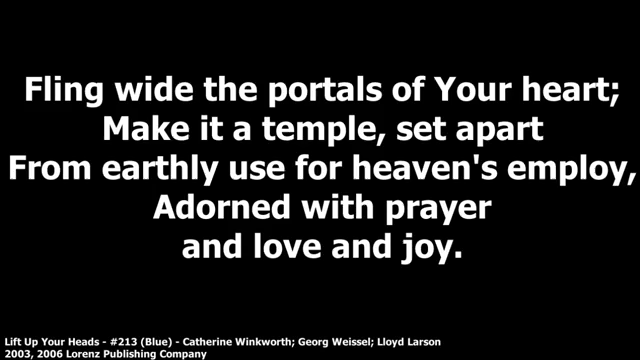 Fling wide the portals of Your heart;
Make it a temple, set apart
From earthly use for heaven's employ,
Adorned with prayer
and love and joy.
Lift Up Your Heads - #213 (Blue) - Catherine Winkworth; Georg Weissel; Lloyd Larson
2003, 2006 Lorenz Publishing Company